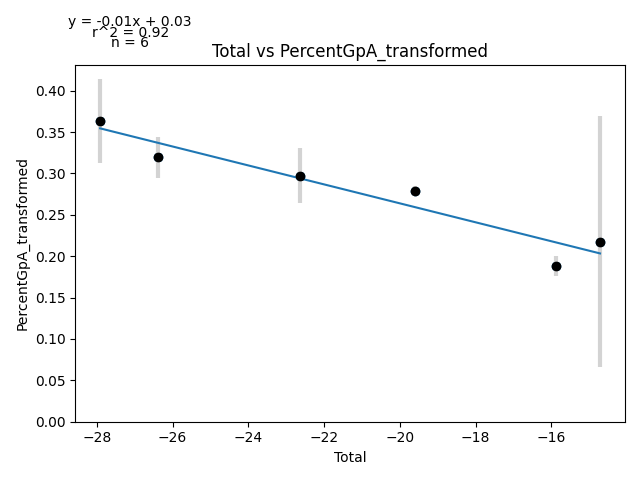 y = -0.01x + 0.03
r^2 = 0.92
n = 6
Total vs PercentGpA_transformed
PercentGpA_transformed
0.40
0.35
0.30
0.25
0.20
0.15
0.10
0.05
0.00
−28 −26 −24 −22 −20 −18 −16
Total